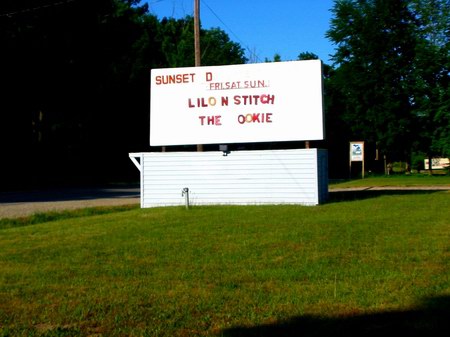 SUNSET D
FRI.SAT.SUN.
LILO N STITCH
THE OOKIE